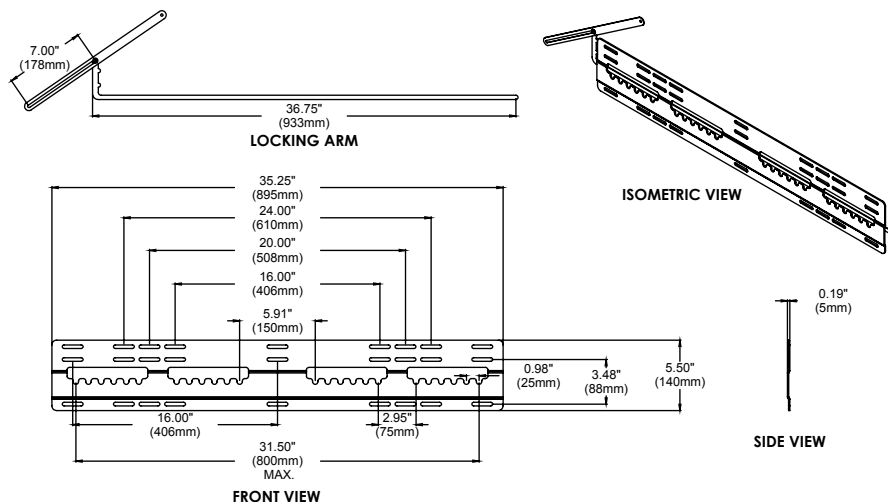 7.00"
(178mm)
36.75"
(933mm)
LOCKING ARM
ISOMETRIC VIEW
35.25"
(895mm)
24.00"
(610mm)
20.00"
(508mm)
16.00"
(406mm)
5.91"
(150mm)
0.98"
(25mm)
3.48"
(88mm)
5.50"
(140mm)
16.00"
(406mm)
2.95"
(75mm)
31.50"
(800mm)
MAX.
FRONT VIEW
0.19"
(5mm)
SIDE VIEW